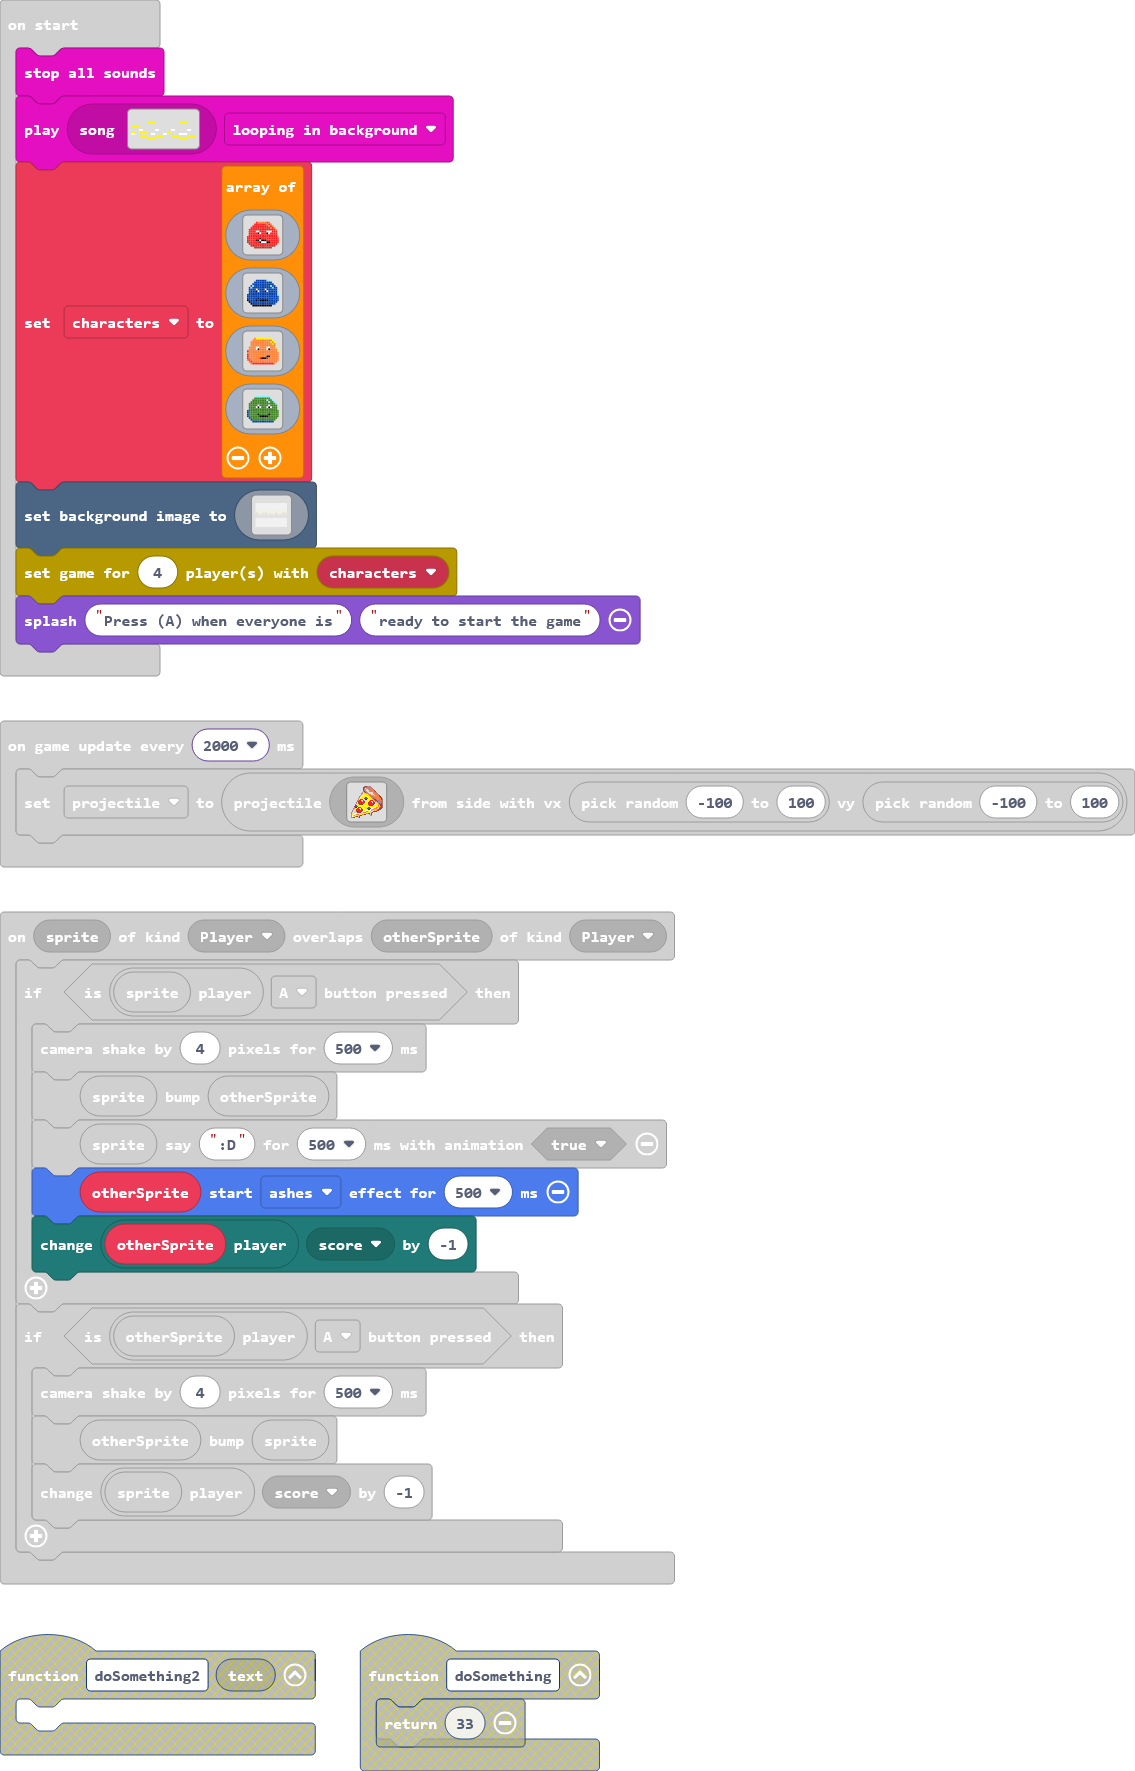 on start
stop all sounds
play song looping in background
array of
set characters to
set background image to
set game for 4 player(s) with characters
splash "Press (A) when everyone is" "ready to start the game"
on game update every 2000 ms
set projectile to projectile from side with vx pick random -100 to 100 vy pick random -100 to 100
on sprite of kind Player overlaps otherSprite of kind Player
if is sprite player A button pressed then
camera shake by 4 pixels for 500 ms
sprite bump otherSprite
sprite say ":D" for 500 ms with animation true
otherSprite start ashes effect for 500 ms
change otherSprite player score by -1
if is otherSprite player A button pressed then
camera shake by 4 pixels for 500 ms
otherSprite bump sprite
change sprite player score by -1
function doSomething2 text
function doSomething
return 33